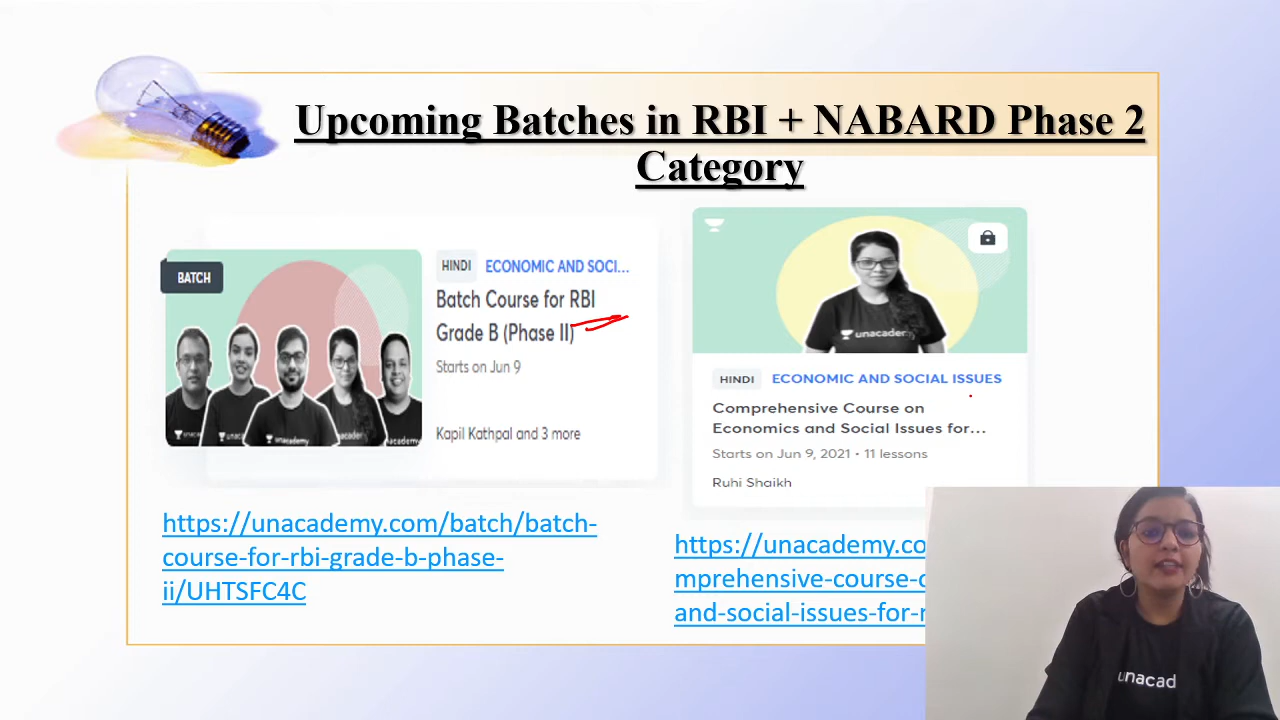 Upcoming Batches in RBI + NABARD Phase 2
Category
BATCH
HINDI ECONOMIC AND SOCI...
Batch Course for RBI
Grade B (Phase II)
Starts on Jun 9
Kapil Kathpal and 3 more
unacademy
https://unacademy.com/batch/batch-
course-for-rbi-grade-b-phase-
ii/UHTSFC4C
unacademy
HINDI ECONOMIC AND SOCIAL ISSUES
Comprehensive Course on
Economics and Social Issues for...
Starts on Jun 9, 2021 • 11 lessons
Ruhi Shaikh
https://unacademy.co
mprehensive-course-
and-social-issues-for-
unacad